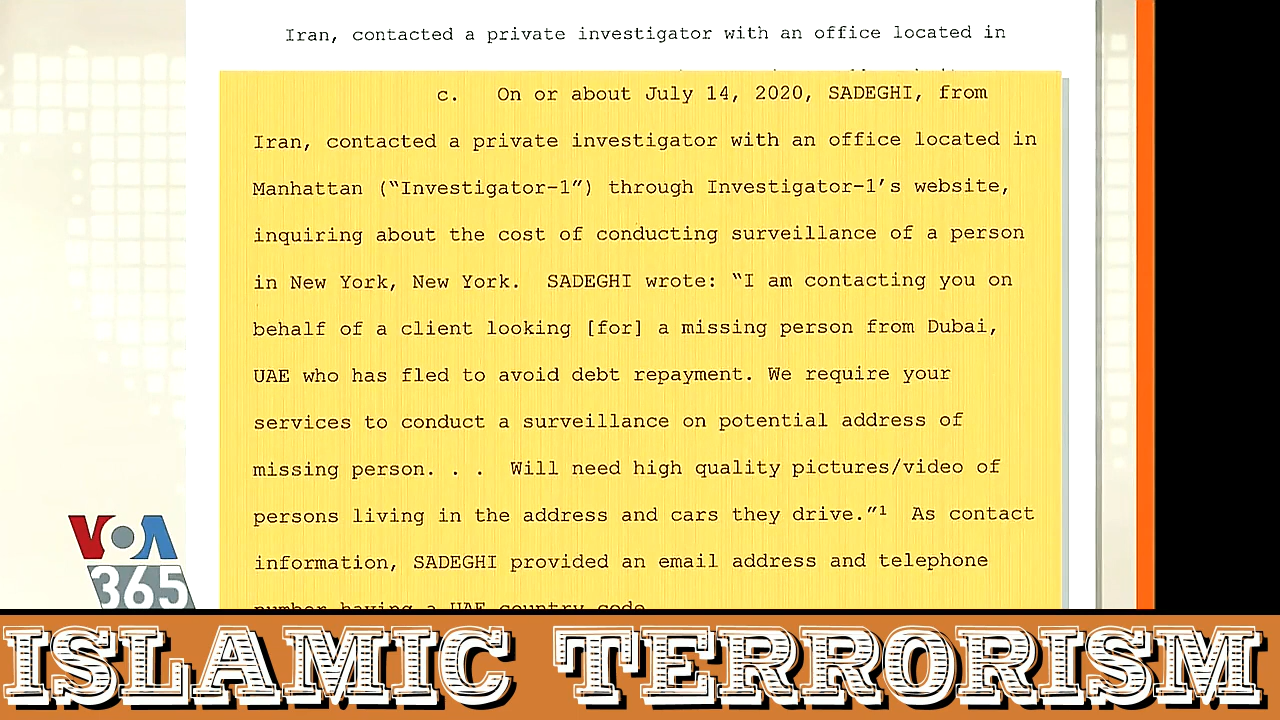 Iran, contacted a private investigator with an office located in
c. On or about July 14, 2020, SADEGHI, from
Iran, contacted a private investigator with an office located in
Manhattan (“Investigator-1”) through Investigator-1’s website,
inquiring about the cost of conducting surveillance of a person
in New York, New York. SADEGHI wrote: “I am contacting you on
behalf of a client looking [for] a missing person from Dubai,
UAE who has fled to avoid debt repayment. We require your
services to conduct a surveillance on potential address of
missing person. . . Will need high quality pictures/video of
persons living in the address and cars they drive.”¹ As contact
information, SADEGHI provided an email address and telephone
number having a UAE country code
VOA
365
ISLAMIC TERRORISM